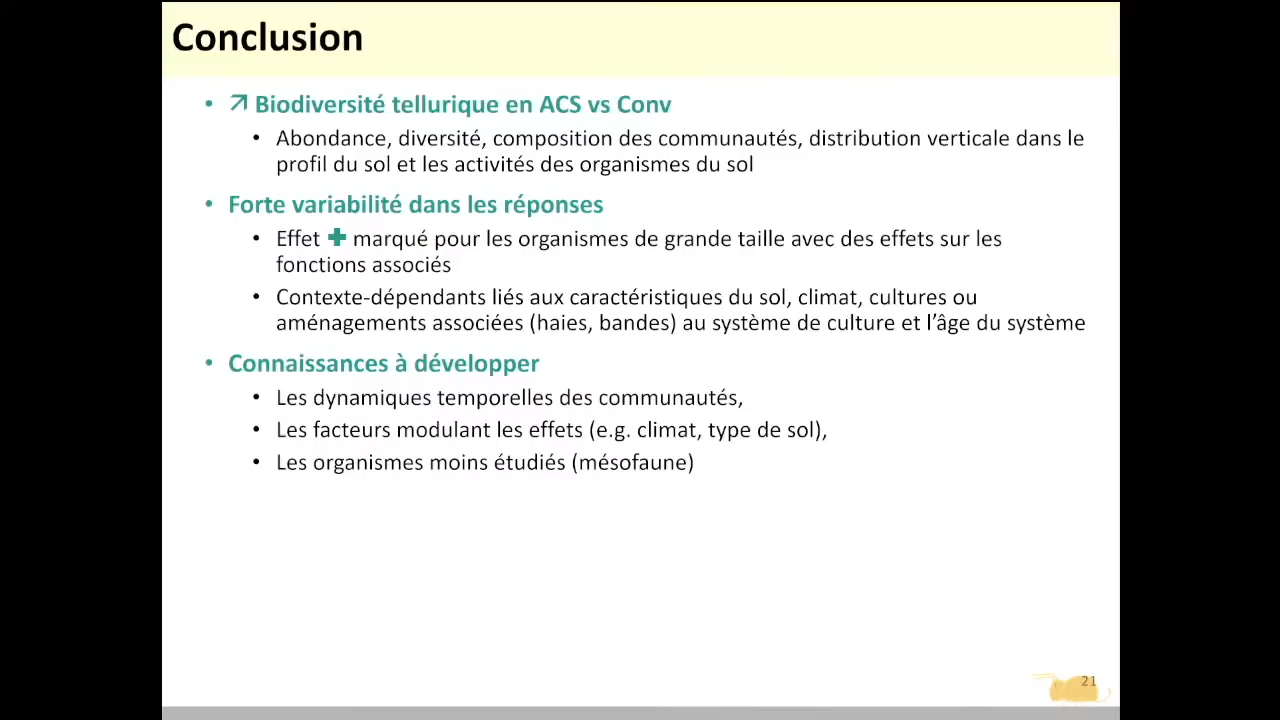 Conclusion
• ↗ Biodiversité tellurique en ACS vs Conv
• Abondance, diversité, composition des communautés, distribution verticale dans le
profil du sol et les activités des organismes du sol
• Forte variabilité dans les réponses
• Effet ✚ marqué pour les organismes de grande taille avec des effets sur les
fonctions associés
• Contexte-dépendants liés aux caractéristiques du sol, climat, cultures ou
aménagements associées (haies, bandes) au système de culture et l’âge du système
• Connaissances à développer
• Les dynamiques temporelles des communautés,
• Les facteurs modulant les effets (e.g. climat, type de sol),
• Les organismes moins étudiés (mésofaune)
21